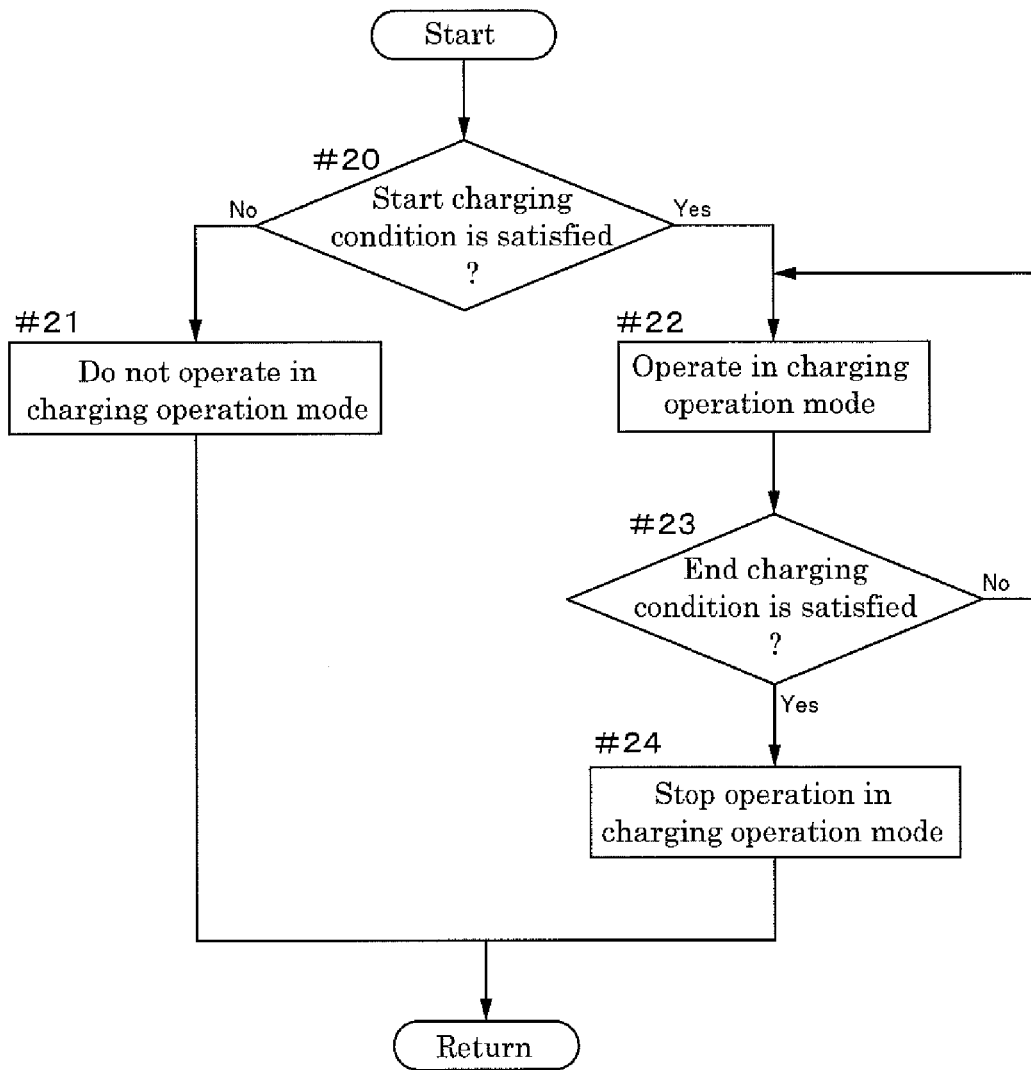 Start
#20
Start charging
condition is satisfied
?
No
Yes
#21
Do not operate in
charging operation mode
#22
Operate in charging
operation mode
#23
End charging
condition is satisfied
?
No
Yes
#24
Stop operation in
charging operation mode
Return